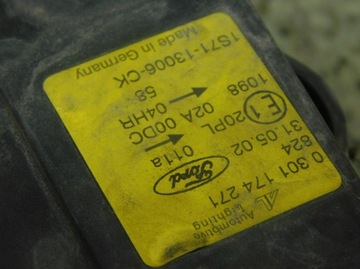 Automotive
Lighting
0 301 174 271
824 31.05.02
Ford
E1 20PL 011a
02A 00DC
1098 04HR
58
1S71-13006-CK
Made in Germany